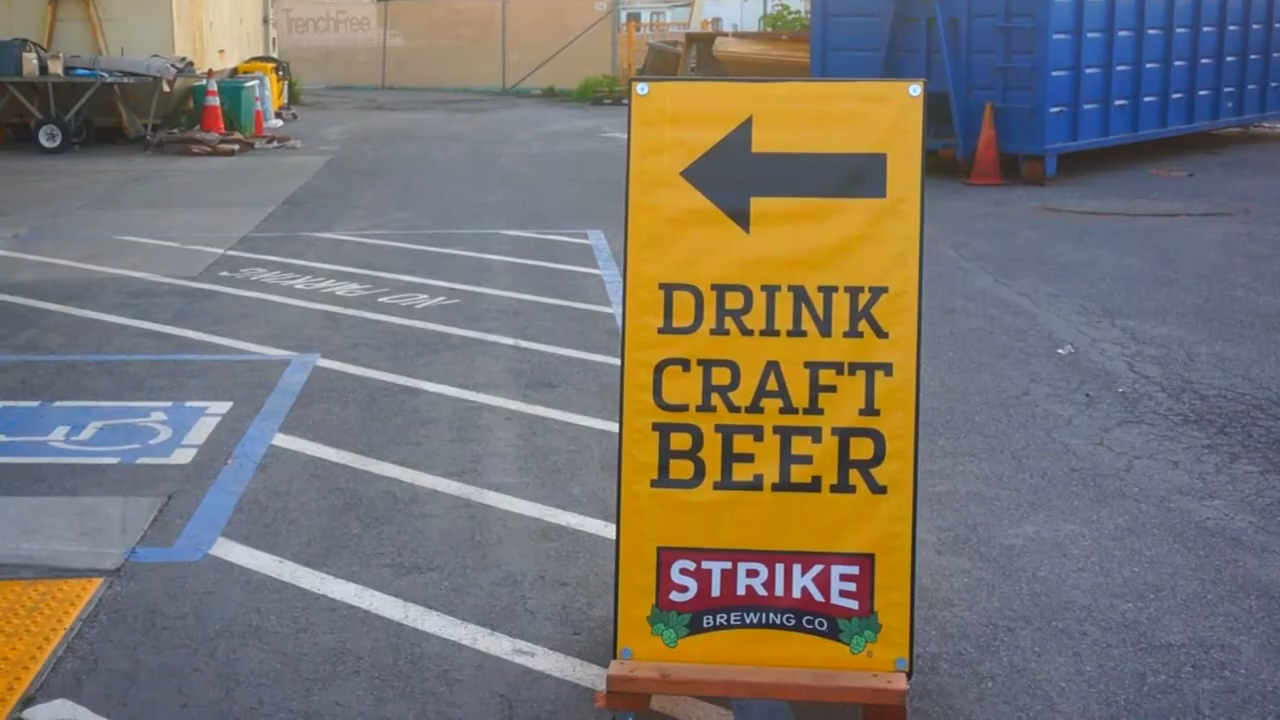 TrenchFree
NO PARKING
DRINK
CRAFT
BEER
STRIKE
BREWING CO
®